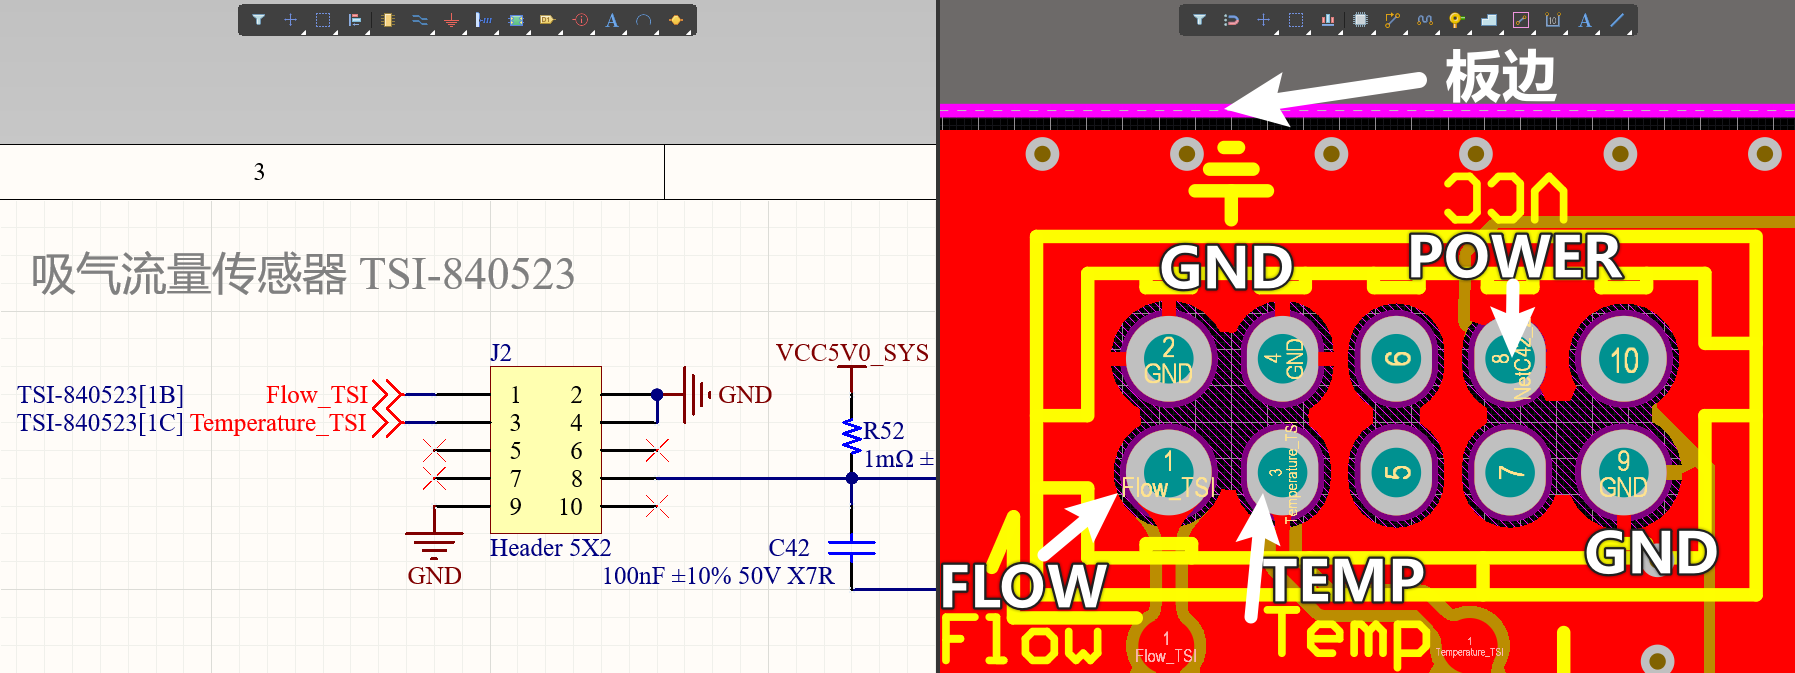 3
吸气流量传感器 TSI-840523
J2
VCC5V0_SYS
TSI-840523[1B] Flow_TSI 1 2 GND
TSI-840523[1C] Temperature_TSI 3 4
5 6
7 8
9 10
R52
1mΩ ±
GND
Header 5X2
C42
100nF ±10% 50V X7R
板边
VCC
GND
POWER
2
GND
4
GND
6
8
NetC42_
10
1
Flow_TSI
3
Temperature_TSI
5
7
9
GND
GND
FLOW
TEMP
Flow
Temp
1
Flow_TSI
1
Temperature_TSI